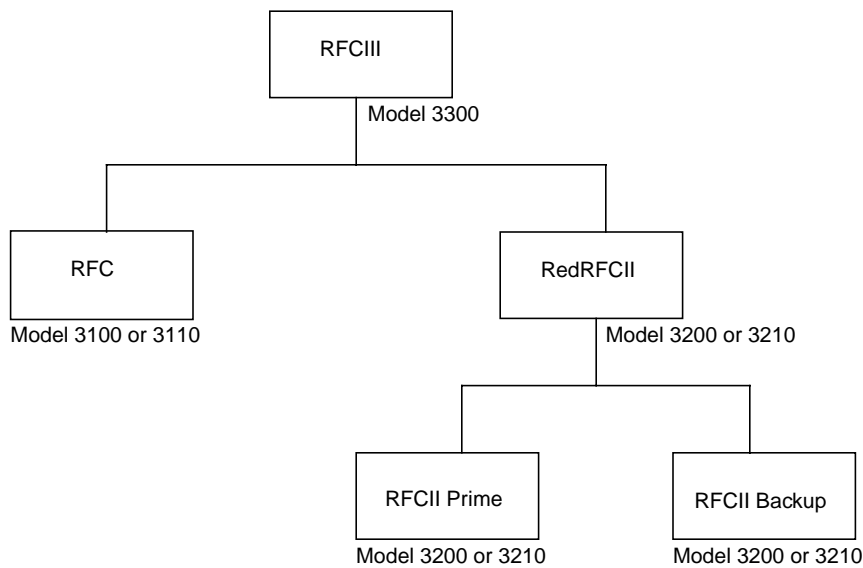 RFCIII
Model 3300
RFC
RedRFCII
Model 3100 or 3110
Model 3200 or 3210
RFCII Prime
RFCII Backup
Model 3200 or 3210
Model 3200 or 3210